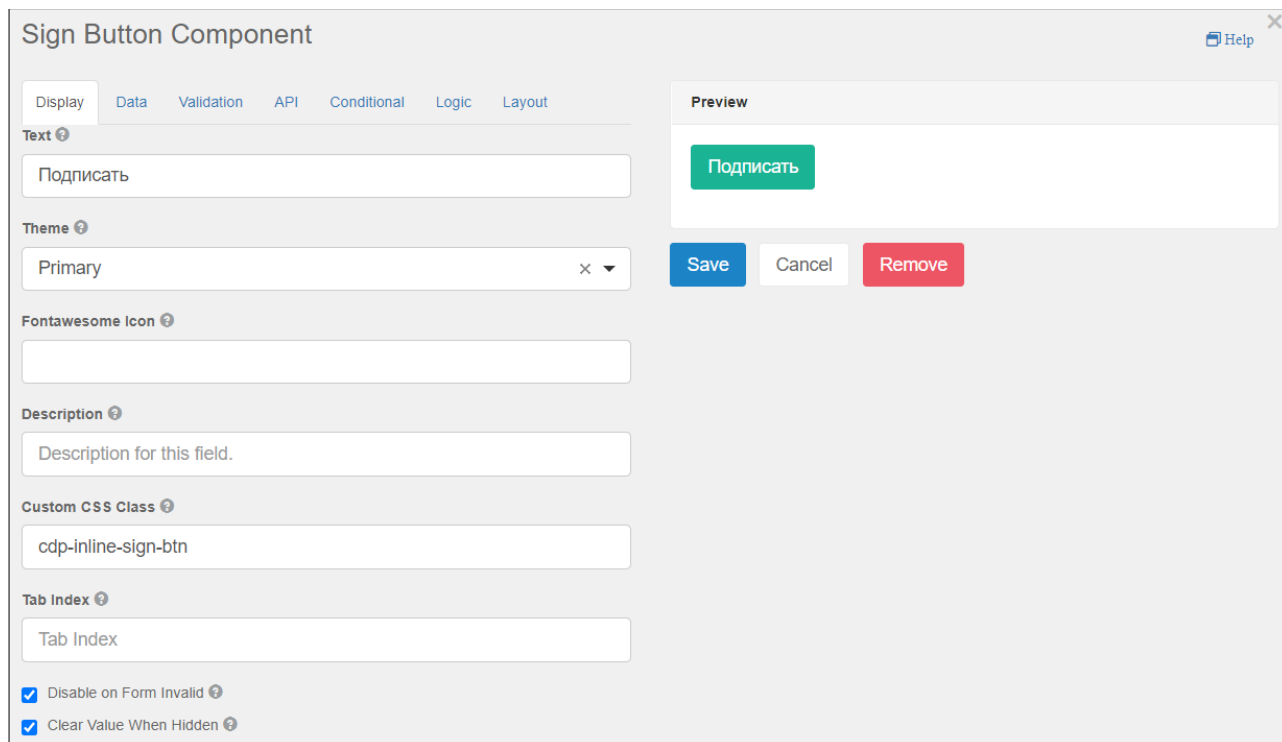 Sign Button Component
Help
Display Data Validation API Conditional Logic Layout
Text
Подписать
Theme
Primary
Fontawesome Icon
Description
Description for this field.
Custom CSS Class
cdp-inline-sign-btn
Tab Index
Tab Index
Disable on Form Invalid
Clear Value When Hidden
Preview
Подписать
Save Cancel Remove